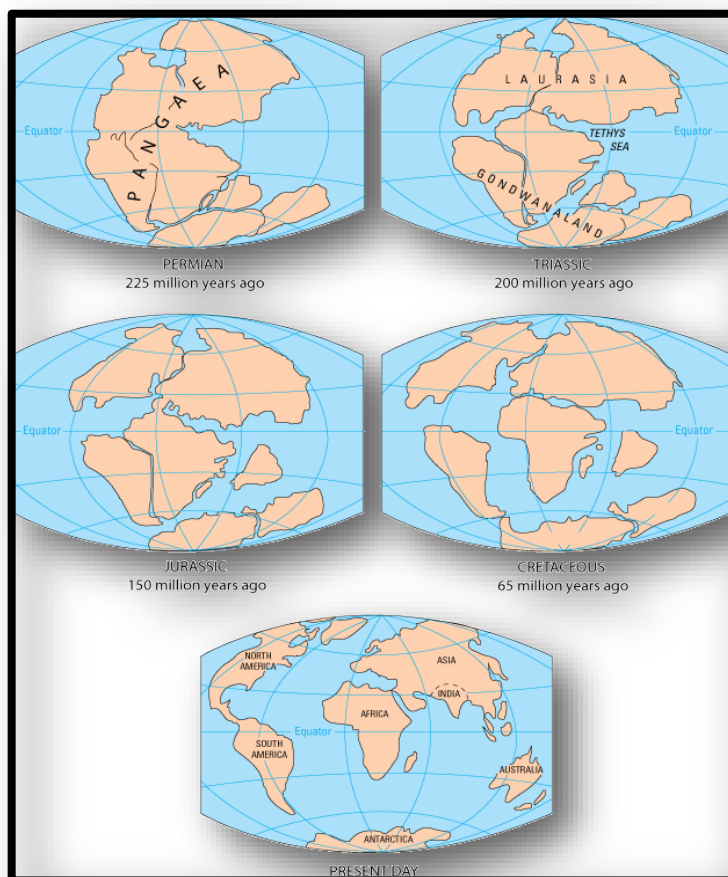 PANGAEA
Equator
PERMIAN
225 million years ago
LAURASIA
TETHYS
SEA
Equator
GONDWANALAND
TRIASSIC
200 million years ago
Equator
JURASSIC
150 million years ago
Equator
CRETACEOUS
65 million years ago
NORTH
AMERICA
ASIA
INDIA
AFRICA
Equator
SOUTH
AMERICA
AUSTRALIA
ANTARCTICA
PRESENT DAY